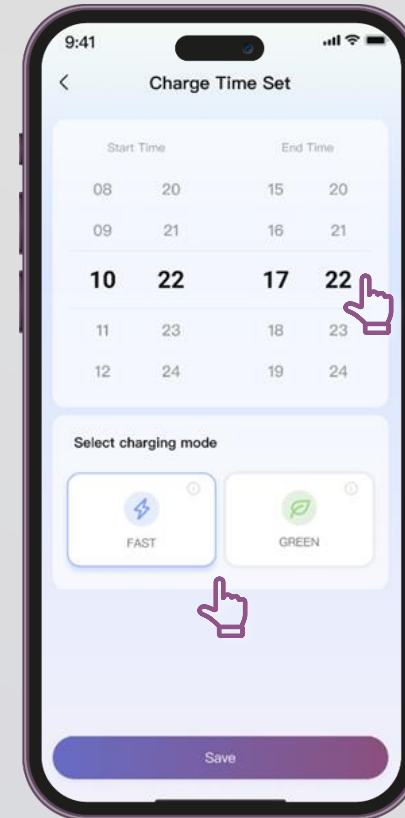 9:41
Charge Time Set
Start Time End Time
08 20 15 20
09 21 16 21
10 22 17 22
11 23 18 23
12 24 19 24
Select charging mode
FAST GREEN
Save